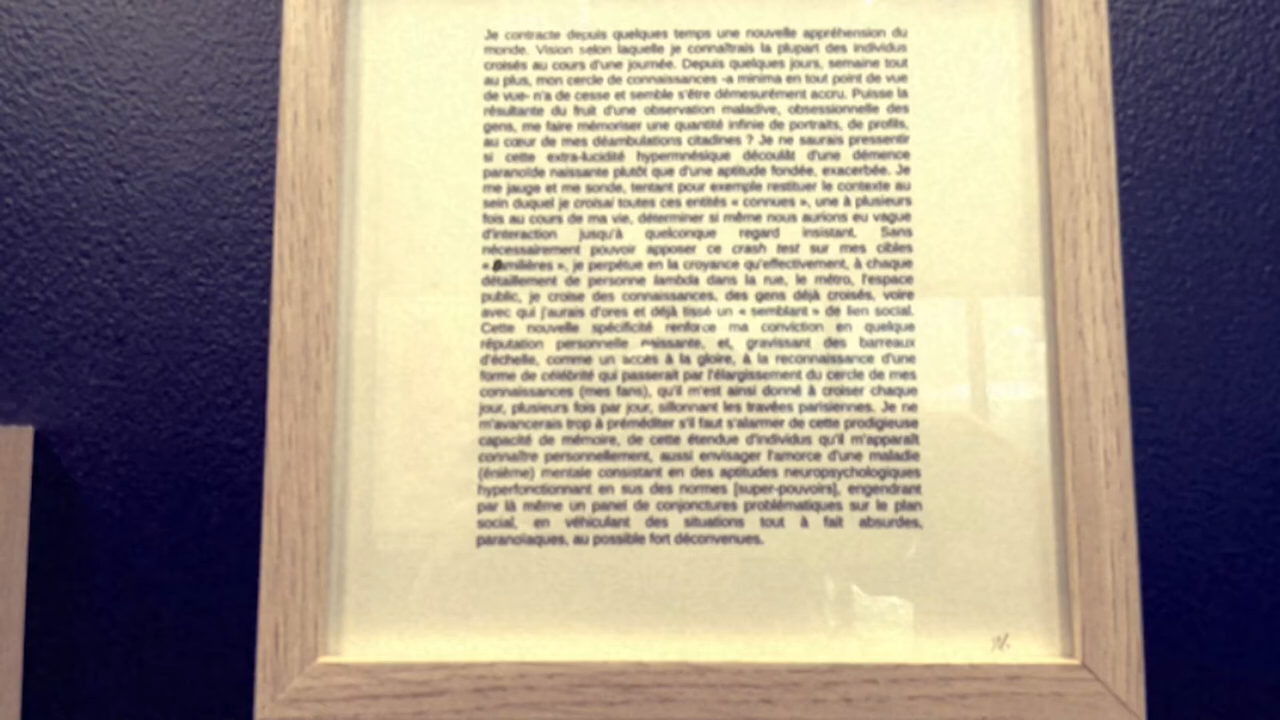 Je contracte depuis quelques temps une nouvelle appréhension du
monde. Vision selon laquelle je connaîtrais la plupart des individus
croisés au cours d'une journée. Depuis quelques jours, semaine tout
au plus, mon cercle de connaissances -a minima en tout point de vue
de vue- n'a de cesse et semble s'être démesurément accru. Puisse la
résultante du fruit d'une observation maladive, obsessionnelle des
gens, me faire mémoriser une quantité infinie de portraits, de profils,
au cœur de mes déambulations citadines ? Je ne saurais pressentir
si cette extra-lucidité hypermnésique découlât d'une démence
paranoïde naissante plutôt que d'une aptitude fondée, exacerbée. Je
me jauge et me sonde, tentant pour exemple restituer le contexte au
sein duquel je croisai toutes ces entités « connues », une à plusieurs
fois au cours de ma vie, déterminer si même nous aurions eu vague
d'interaction jusqu'à quelconque regard insistant. Sans
nécessairement pouvoir apposer ce crash test sur mes cibles
« familières », je perpétue en la croyance qu'effectivement, à chaque
détaillement de personne lambda dans la rue, le métro, l'espace
public, je croise des connaissances, des gens déjà croisés, voire
avec qui j'aurais d'ores et déjà tissé un « semblant » de lien social.
Cette nouvelle spécificité renforce ma conviction en quelque
réputation personnelle naissante, et, gravissant des barreaux
d'échelle, comme un accès à la gloire, à la reconnaissance d'une
forme de célébrité qui passerait par l'élargissement du cercle de mes
connaissances (mes fans), qu'il m'est ainsi donné à croiser chaque
jour, plusieurs fois par jour, sillonnant les travées parisiennes. Je ne
m'avancerais trop à préméditer s'il faut s'alarmer de cette prodigieuse
capacité de mémoire, de cette étendue d'individus qu'il m'apparaît
connaître personnellement, aussi envisager l'amorce d'une maladie
(énième) mentale consistant en des aptitudes neuropsychologiques
hyperfonctionnant en sus des normes [super-pouvoirs], engendrant
par là même un panel de conjonctures problématiques sur le plan
social, en véhiculant des situations tout à fait absurdes,
paranoïaques, au possible fort déconvenues.